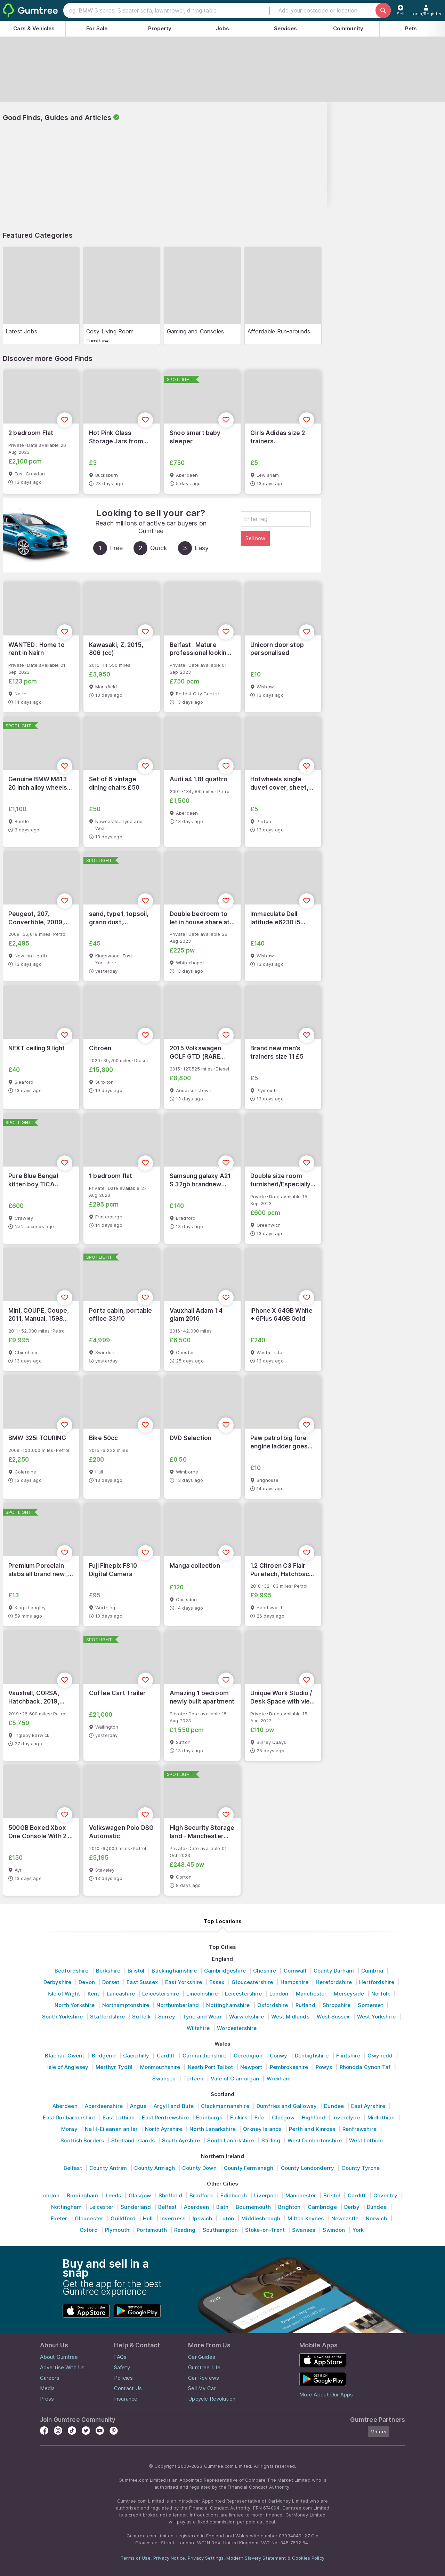 Gumtree
eg. BMW 3 series, 3 seater sofa, lawnmower, dining table
Add your postcode or location
Sell
Login/Register
Cars & Vehicles
For Sale
Property
Jobs
Services
Community
Pets
Good Finds, Guides and Articles
Featured Categories
Latest Jobs
Cosy Living Room
Furniture
Gaming and Consoles
Affordable Run-arounds
Discover more Good Finds
2 bedroom Flat
Private · Date available 26
Aug 2023
£2,100 pcm
East Croydon
13 days ago
Hot Pink Glass
Storage Jars from...
£3
Bucksburn
23 days ago
SPOTLIGHT
Snoo smart baby
sleeper
£750
Aberdeen
5 days ago
Girls Adidas size 2
trainers.
£5
Lewisham
13 days ago
Looking to sell your car?
Reach millions of active car buyers on
Gumtree
1 Free
2 Quick
3 Easy
Enter reg
Sell now
WANTED : Home to
rent in Nairn
Private · Date available 01
Sep 2023
£123 pcm
Nairn
14 days ago
Kawasaki, Z, 2015,
806 (cc)
2015 · 14,550 miles
£3,950
Mansfield
13 days ago
Belfast : Mature
professional lookin...
Private · Date available 01
Sep 2023
£750 pcm
Belfast City Centre
13 days ago
Unicorn door stop
personalised
£10
Wishaw
13 days ago
SPOTLIGHT
Genuine BMW M813
20 inch alloy wheels...
£1,100
Bootle
3 days ago
Set of 6 vintage
dining chairs £50
£50
Newcastle, Tyne and
Wear
13 days ago
Audi a4 1.8t quattro
2002 · 134,000 miles · Petrol
£1,500
Aberdeen
13 days ago
Hotwheels single
duvet cover, sheet,...
£5
Purton
13 days ago
Peugeot, 207,
Convertible, 2009,...
2009 · 56,618 miles · Petrol
£2,495
Newton Heath
13 days ago
SPOTLIGHT
sand, type1, topsoil,
grano dust,...
£45
Kingswood, East
Yorkshire
yesterday
Double bedroom to
let in house share at...
Private · Date available 26
Aug 2023
£225 pw
Whitechapel
13 days ago
Immaculate Dell
latitude e6230 i5...
£140
Wishaw
13 days ago
NEXT ceiling 9 light
£40
Sleaford
13 days ago
Citroen
2020 · 39,700 miles · Diesel
£15,800
Surbiton
19 days ago
2015 Volkswagen
GOLF GTD (RARE...
2015 · 127,525 miles · Diesel
£8,800
Andersonstown
13 days ago
Brand new men's
trainers size 11 £5
£5
Plymouth
13 days ago
SPOTLIGHT
Pure Blue Bengal
kitten boy TICA...
£600
Crawley
NaN seconds ago
1 bedroom flat
Private · Date available 27
Aug 2023
£295 pcm
Fraserburgh
14 days ago
Samsung galaxy A21
S 32gb brandnew...
£140
Bradford
13 days ago
Double size room
furnished/Especially...
Private · Date available 15
Sep 2023
£600 pcm
Greenwich
13 days ago
Mini, COUPE, Coupe,
2011, Manual, 1598...
2011 · 52,000 miles · Petrol
£9,995
Chineham
13 days ago
SPOTLIGHT
Porta cabin, portable
office 33/10
£4,999
Swindon
yesterday
Vauxhall Adam 1.4
glam 2016
2016 · 42,000 miles
£6,500
Chester
25 days ago
iPhone X 64GB White
+ 6Plus 64GB Gold
£240
Westminster
13 days ago
BMW 325i TOURING
2009 · 100,000 miles · Petrol
£2,250
Coleraine
13 days ago
Bike 50cc
2015 · 6,222 miles
£200
Hull
13 days ago
DVD Selection
£0.50
Wimborne
13 days ago
Paw patrol big fore
engine ladder goes...
£10
Brighouse
14 days ago
SPOTLIGHT
Premium Porcelain
slabs all brand new ,...
£13
Kings Langley
59 mins ago
Fuji Finepix F810
Digital Camera
£95
Worthing
13 days ago
Manga collection
£120
Coulsdon
14 days ago
1.2 Citroen C3 Flair
Puretech, Hatchbac...
2018 · 32,103 miles · Petrol
£9,995
Handsworth
26 days ago
Vauxhall, CORSA,
Hatchback, 2019,...
2019 · 26,600 miles · Petrol
£5,750
Ingleby Barwick
27 days ago
SPOTLIGHT
Coffee Cart Trailer
£21,000
Wallington
yesterday
Amazing 1 bedroom
newly built apartment
Private · Date available 15
Aug 2023
£1,550 pcm
Sutton
13 days ago
Unique Work Studio /
Desk Space with vie...
Private · Date available 15
Aug 2023
£110 pw
Surrey Quays
25 days ago
500GB Boxed Xbox
One Console With 2 ...
£150
Ayr
13 days ago
Volkswagen Polo DSG
Automatic
2010 · 67,000 miles · Petrol
£5,195
Staveley
13 days ago
SPOTLIGHT
High Security Storage
land - Manchester...
Private · Date available 01
Oct 2023
£248.45 pw
Gorton
8 days ago
Top Locations
Top Cities
England
Bedfordshire | Berkshire | Bristol | Buckinghamshire | Cambridgeshire | Cheshire | Cornwall | County Durham | Cumbria
Derbyshire | Devon | Dorset | East Sussex | East Yorkshire | Essex | Gloucestershire | Hampshire | Herefordshire | Hertfordshire
Isle of Wight | Kent | Lancashire | Leicestershire | Lincolnshire | Leicestershire | London | Manchester | Merseyside | Norfolk
North Yorkshire | Northamptonshire | Northumberland | Nottinghamshire | Oxfordshire | Rutland | Shropshire | Somerset
South Yorkshire | Staffordshire | Suffolk | Surrey | Tyne and Wear | Warwickshire | West Midlands | West Sussex | West Yorkshire
Wiltshire | Worcestershire
Wales
Blaenau Gwent | Bridgend | Caerphilly | Cardiff | Carmarthenshire | Ceredigion | Conwy | Denbighshire | Flintshire | Gwynedd
Isle of Anglesey | Merthyr Tydfil | Monmouthshire | Neath Port Talbot | Newport | Pembrokeshire | Powys | Rhondda Cynon Taf
Swansea | Torfaen | Vale of Glamorgan | Wrexham
Scotland
Aberdeen | Aberdeenshire | Angus | Argyll and Bute | Clackmannanshire | Dumfries and Galloway | Dundee | East Ayrshire
East Dunbartonshire | East Lothian | East Renfrewshire | Edinburgh | Falkirk | Fife | Glasgow | Highland | Inverclyde | Midlothian
Moray | Na H-Eileanan an Iar | North Ayrshire | North Lanarkshire | Orkney Islands | Perth and Kinross | Renfrewshire
Scottish Borders | Shetland Islands | South Ayrshire | South Lanarkshire | Stirling | West Dunbartonshire | West Lothian
Northern Ireland
Belfast | County Antrim | County Armagh | County Down | County Fermanagh | County Londonderry | County Tyrone
Other Cities
London | Birmingham | Leeds | Glasgow | Sheffield | Bradford | Edinburgh | Liverpool | Manchester | Bristol | Cardiff | Coventry
Nottingham | Leicester | Sunderland | Belfast | Aberdeen | Bath | Bournemouth | Brighton | Cambridge | Derby | Dundee
Exeter | Gloucester | Guildford | Hull | Inverness | Ipswich | Luton | Middlesbrough | Milton Keynes | Newcastle | Norwich
Oxford | Plymouth | Portsmouth | Reading | Southampton | Stoke-on-Trent | Swansea | Swindon | York
Buy and sell in a
snap
Get the app for the best
Gumtree experience
Download on the App Store
GET IT ON Google Play
About Us
About Gumtree
Advertise With Us
Careers
Media
Press
Help & Contact
FAQs
Safety
Policies
Contact Us
Insurance
More From Us
Car Guides
Gumtree Life
Car Reviews
Sell My Car
Upcycle Revolution
Mobile Apps
Download on the App Store
GET IT ON Google Play
More About Our Apps
Join Gumtree Community
Gumtree Partners
Motors
© Copyright 2000-2023 Gumtree.com Limited. All rights reserved.
Gumtree.com Limited is an Appointed Representative of Compare The Market Limited who is
authorised and regulated by the Financial Conduct Authority.
Gumtree.com Limited is an Introducer Appointed Representative of CarMoney Limited who are
authorised and regulated by the Financial Conduct Authority, FRN 674094. Gumtree.com Limited
is a credit broker, not a lender. Introductions are limited to motor finance, CarMoney Limited
will pay us a fixed commission per paid out deal.
Gumtree.com Limited, registered in England and Wales with number 03934849, 27 Old
Gloucester Street, London, WC1N 3AX, United Kingdom. VAT No. 345 7692 64.
Terms of Use, Privacy Notice, Privacy Settings, Modern Slavery Statement & Cookies Policy